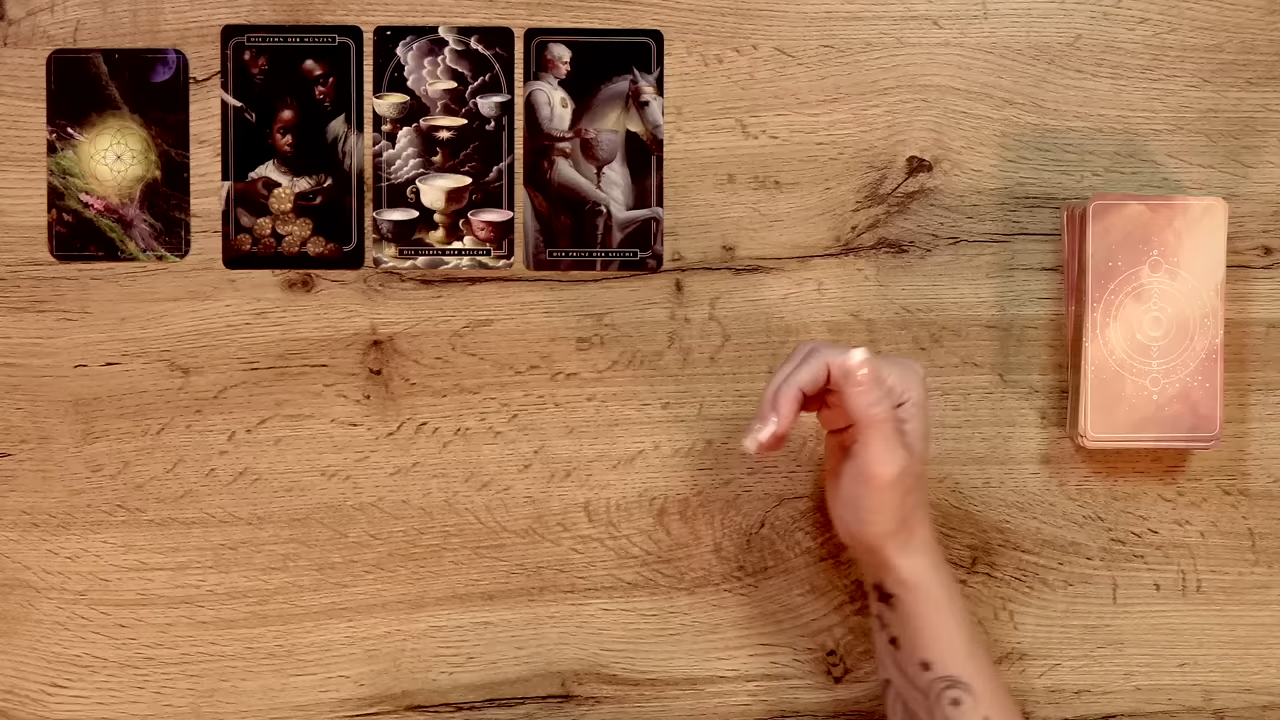 DIE ZEHN DER MÜNZEN
DIE SIEBEN DER KELCHE
DER PRINZ DER KELCHE